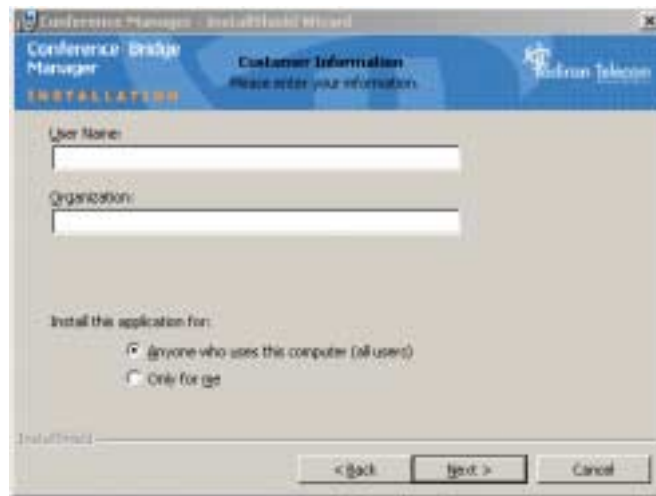 Conference Manager - InstallShield Wizard
Conference Bridge
Manager
INSTALLATION
Customer Information
Please enter your information.
Telecom
User Name:
Organization:
Install this application for:
Anyone who uses this computer (all users)
Only for me
InstallShield
< Back
Next >
Cancel